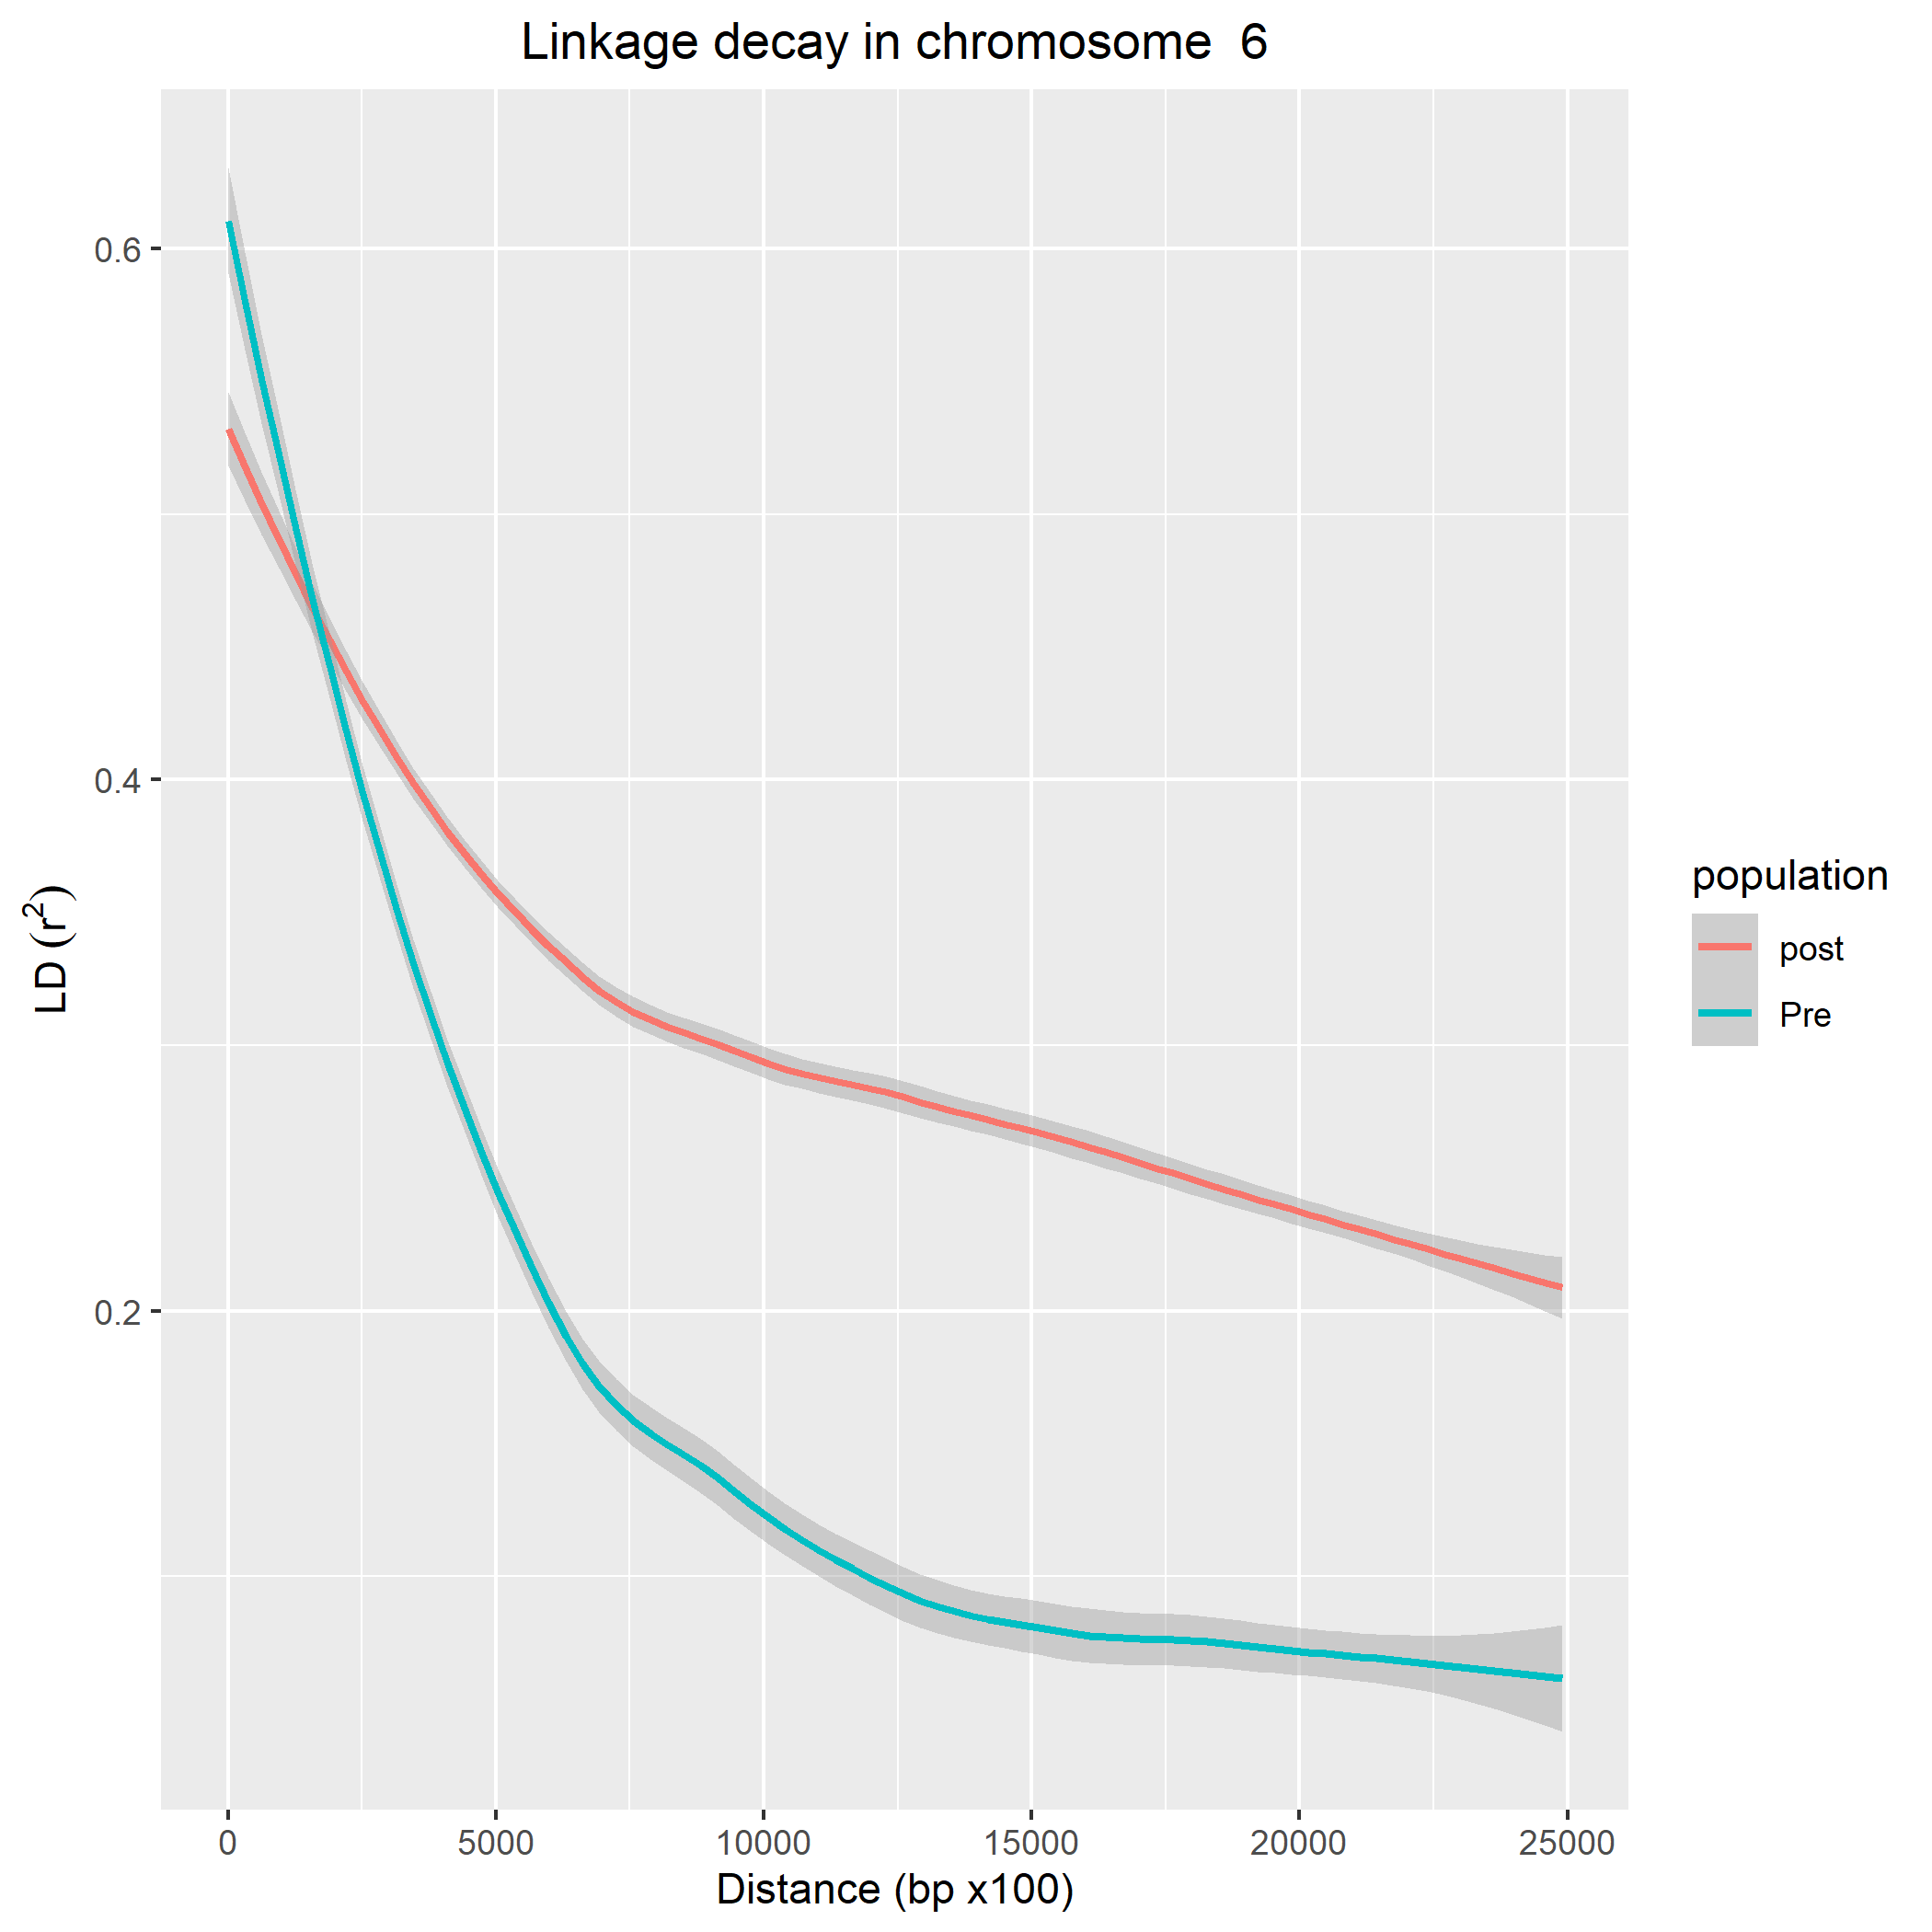 Linkage decay in chromosome  6
0.6
0.4
0.2
LD (r²)
0 5000 10000 15000 20000 25000
Distance (bp x100)
population
post
Pre